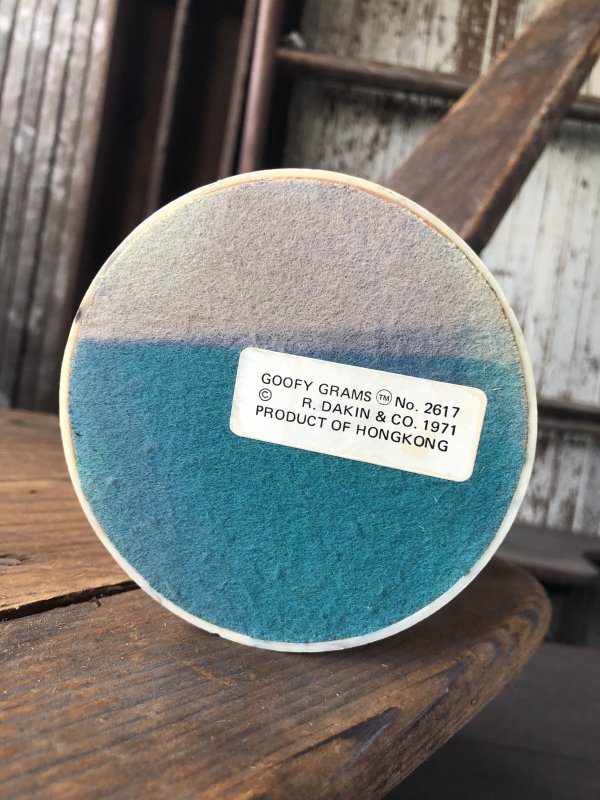 GOOFY GRAMS ™ No. 2617
© R. DAKIN & CO. 1971
PRODUCT OF HONGKONG